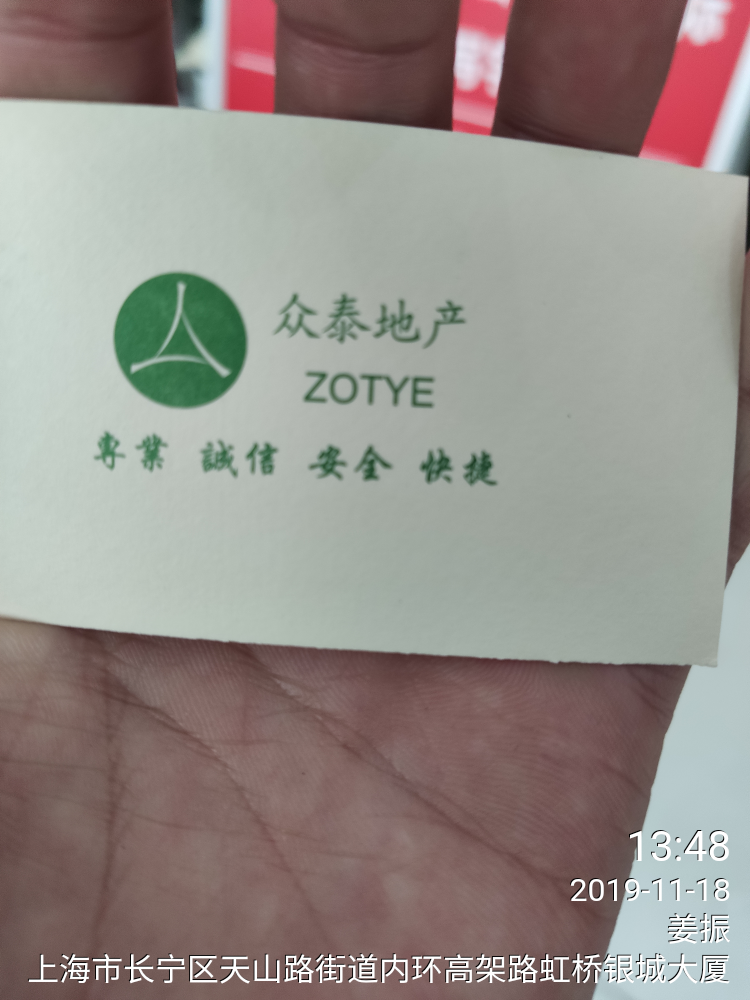 众泰地产
ZOTYE
專業 誠信 安全 快捷
13:48
2019-11-18
姜振
上海市长宁区天山路街道内环高架路虹桥银城大厦